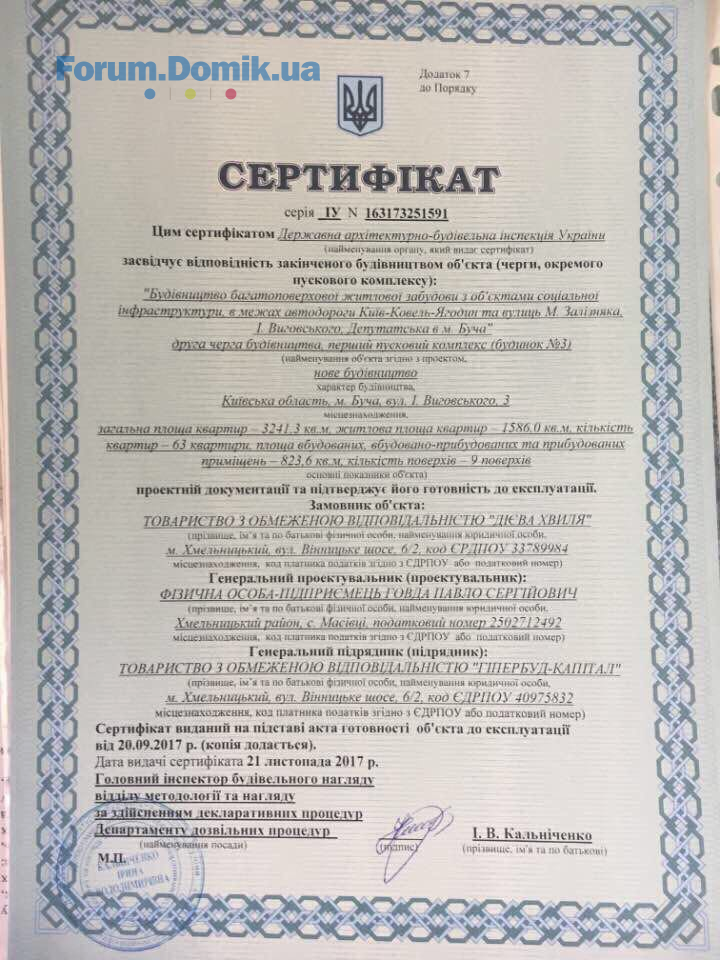 Forum.Domik.ua
Додаток 7
до Порядку
СЕРТИФІКАТ
серія ІУ N 163173251591
Цим сертифікатом Державна архітектурно-будівельна інспекція України
(найменування органу, який видає сертифікат)
засвідчує відповідність закінченого будівництвом об'єкта (черги, окремого
пускового комплексу):
"Будівництво багатоповерхової житлової забудови з об'єктами соціальної
інфраструктури, в межах автодороги Київ-Ковель-Ягодин та вулиць М. Залізняка,
І. Виговського, Депутатська в м. Буча"
друга черга будівництва, перший пусковий комплекс (будинок №3)
(найменування об'єкта згідно з проектом,
нове будівництво
характер будівництва,
Київська область, м. Буча, вул. І. Виговського, 3
місцезнаходження,
загальна площа квартир – 3241.3 кв.м, житлова площа квартир – 1586.0 кв.м, кількість
квартир – 63 квартири, площа вбудованих, вбудовано-прибудованих та прибудованих
приміщень – 823,6 кв.м, кількість поверхів – 9 поверхів
основні показники об'єкта)
проектній документації та підтверджує його готовність до експлуатації.
Замовник об'єкта:
ТОВАРИСТВО З ОБМЕЖЕНОЮ ВІДПОВІДАЛЬНІСТЮ "ДІЄВА ХВИЛЯ"
(прізвище, ім'я та по батькові фізичної особи, найменування юридичної особи,
м. Хмельницький, вул. Вінницьке шосе, 6/2, код ЄРДПОУ 33789984
місцезнаходження, код платника податків згідно з ЄДРПОУ або податковий номер)
Генеральний проектувальник (проектувальник):
ФІЗИЧНА ОСОБА-ПІДПРИЄМЕЦЬ ГОВДА ПАВЛО СЕРГІЙОВИЧ
(прізвище, ім'я та по батькові фізичної особи, найменування юридичної особи,
Хмельницький район, с. Масівці, податковий номер 2502712492
місцезнаходження, код платника податків згідно з ЄДРПОУ або податковий номер)
Генеральний підрядник (підрядник):
ТОВАРИСТВО З ОБМЕЖЕНОЮ ВІДПОВІДАЛЬНІСТЮ "ГІПЕРБУД-КАПІТАЛ"
(прізвище, ім'я та по батькові фізичної особи, найменування юридичної особи,
м. Хмельницький, вул. Вінницьке шосе, 6/2, код ЄДРПОУ 40975832
місцезнаходження, код платника податків згідно з ЄДРПОУ або податковий номер)
Сертифікат виданий на підставі акта готовності об'єкта до експлуатації
від 20.09.2017 р. (копія додається).
Дата видачі сертифіката 21 листопада 2017 р.
Головний інспектор будівельного нагляду
відділу методології та нагляду
за здійсненням декларативних процедур
Департаменту дозвільних процедур
І. В. Кальніченко
(найменування посади)
(підпис)
(прізвище, ім'я та по батькові)
М.П.
КАЛЬНІЧЕНКО
ІРИНА
ВОЛОДИМИРІВНА